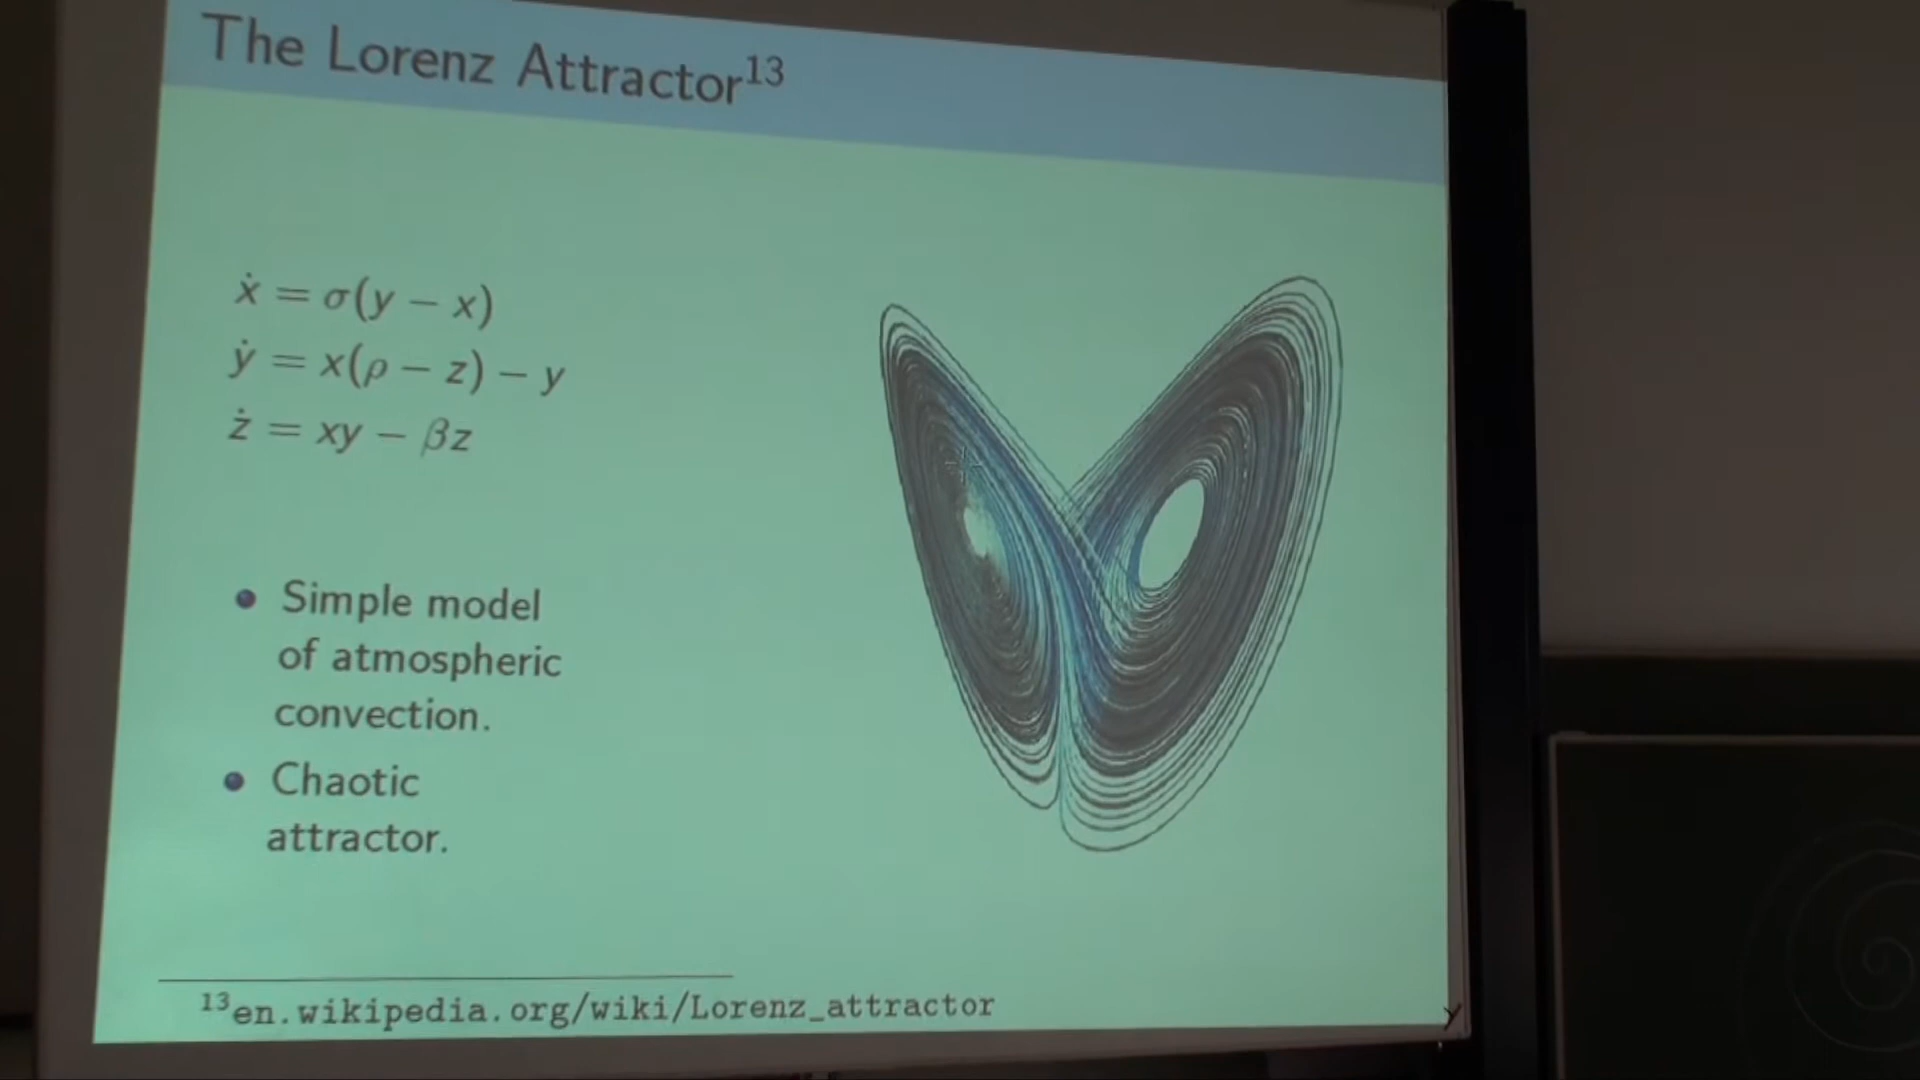 The Lorenz Attractor¹³
ẋ = σ(y − x)
ẏ = x(ρ − z) − y
ż = xy − βz
Simple model
of atmospheric
convection.
Chaotic
attractor.
¹³en.wikipedia.org/wiki/Lorenz_attractor
y